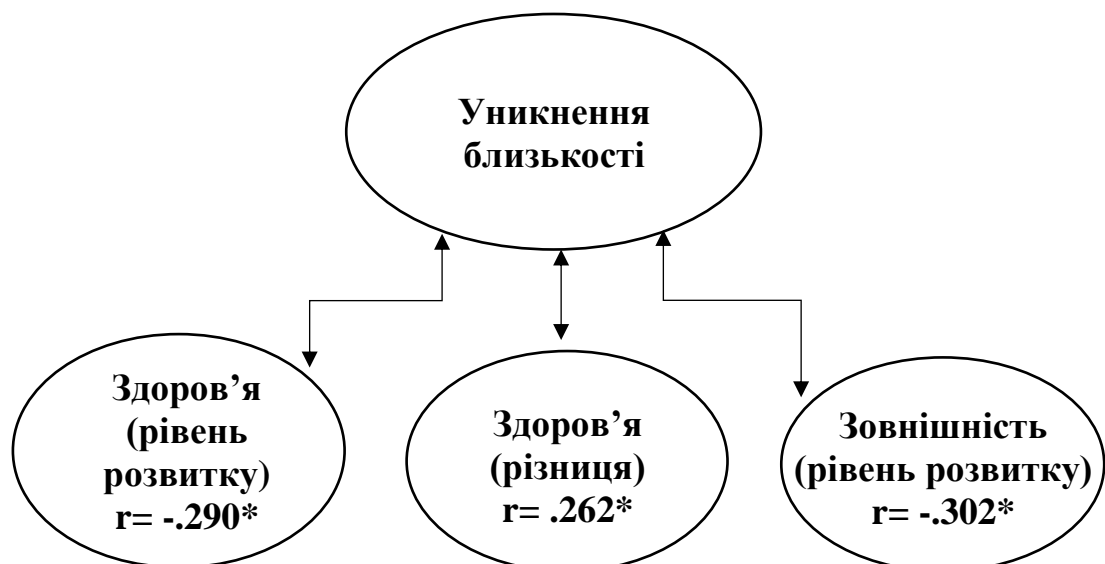 Уникнення
близькості
Здоров’я
(рівень
розвитку)
r= -.290*
Здоров’я
(різниця)
r= .262*
Зовнішність
(рівень розвитку)
r= -.302*